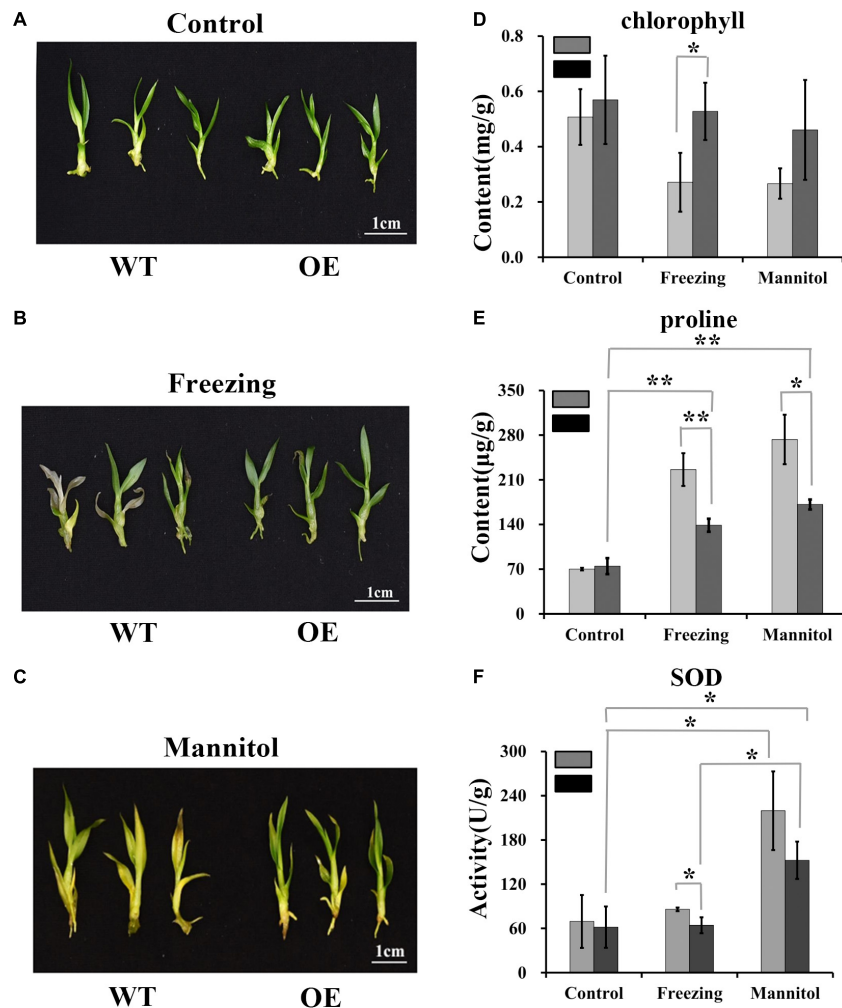 A
Control
1cm
WT OE
B
Freezing
1cm
WT OE
C
Mannitol
1cm
WT OE
D
chlorophyll
Content(mg/g)
0.8
0.6
0.4
0.2
0.0
*
Control Freezing Mannitol
E
proline
Content(μg/g)
350
280
210
140
70
0
**
**
**
*
Control Freezing Mannitol
F
SOD
Activity(U/g)
300
240
180
120
60
0
*
*
*
*
Control Freezing Mannitol